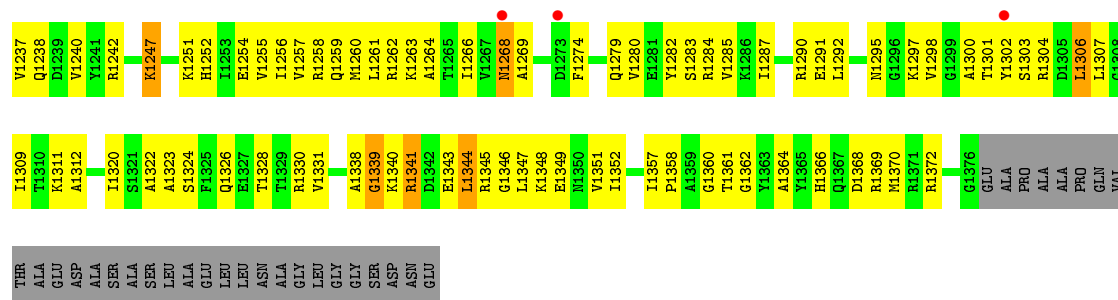 V1237 Q1238 D1239 V1240 Y1241 R1242 K1247 K1251 H1252 I1253 E1254 V1255 I1256 V1257 R1258 Q1259 M1260 L1261 R1262 K1263 A1264 T1265 I1266 V1267 N1268 A1269 D1273 F1274 Q1279 V1280 E1281 Y1282 S1283 R1284 V1285 K1286 I1287 R1290 E1291 L1292 N1295 G1296 K1297 V1298 G1299 A1300 T1301 Y1302 S1303 R1304 D1305 L1306 L1307 G1308
I1309 T1310 K1311 A1312 I1320 S1321 A1322 A1323 S1324 F1325 Q1326 E1327 T1328 T1329 R1330 V1331 A1338 G1339 K1340 R1341 D1342 E1343 L1344 R1345 G1346 L1347 K1348 E1349 N1350 V1351 I1352 I1357 P1358 A1359 G1360 T1361 G1362 Y1363 A1364 Y1365 H1366 Q1367 D1368 R1369 M1370 R1371 R1372 G1376 GLU ALA PRO ALA ALA PRO GLN VAL
THR ALA GLU ASP ALA SER ALA SER LEU ALA GLU LEU LEU ASN ALA GLY LEU GLY GLY SER ASP ASN GLU